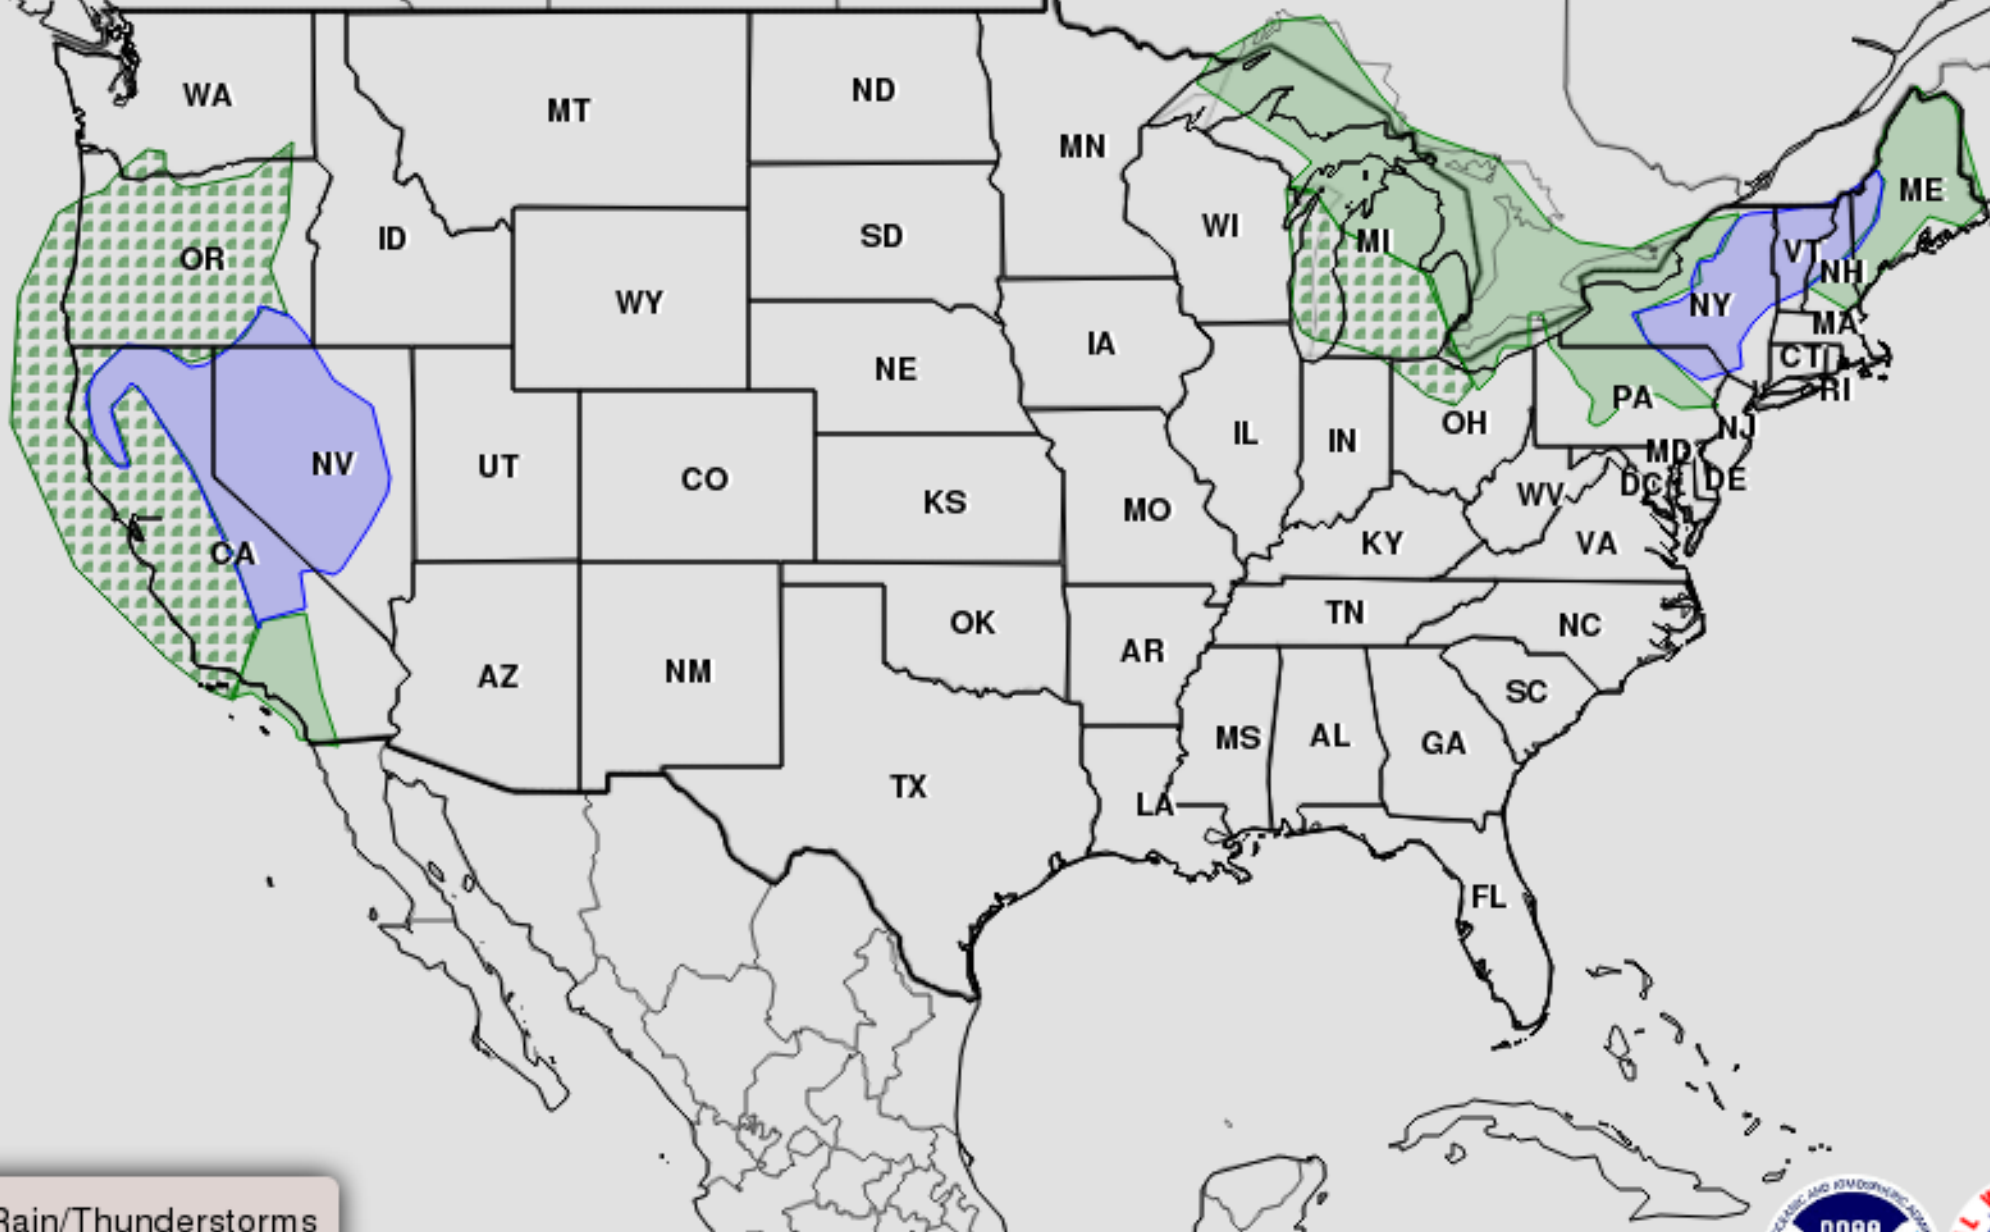 WA
MT
ND
MN
ME
OR
ID
SD
WI
MI
VT
NH
WY
NY
MA
IA
NE
CT
RI
PA
NV
UT
CO
IL
IN
OH
NJ
MD
DE
DC
KS
MO
WV
CA
KY
VA
OK
TN
NC
AR
AZ
NM
SC
MS
AL
GA
TX
LA
FL
Rain/Thunderstorms